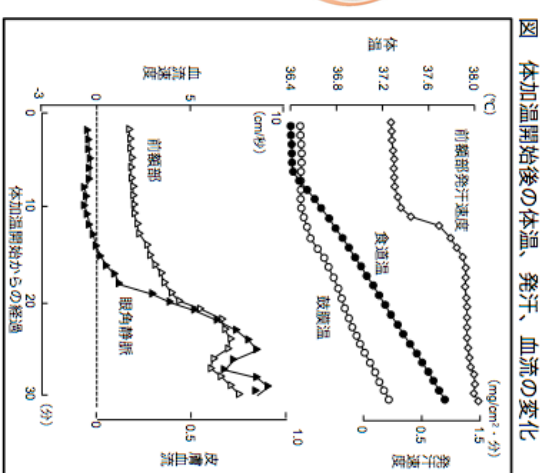 図　体加温開始後の体温、発汗、血流の変化
(℃)
38.0
37.6
37.2
36.8
36.4
体温
(mg/cm²・分)
1.5
0.5
0
発汗速度
前額部発汗速度
食道温
鼓膜温
10
(cm/秒)
5
0
-3
血流速度
1.0
0.5
0
皮膚血流
前額部
眼角静脈
0
10
20
30
(分)
体加温開始からの経過